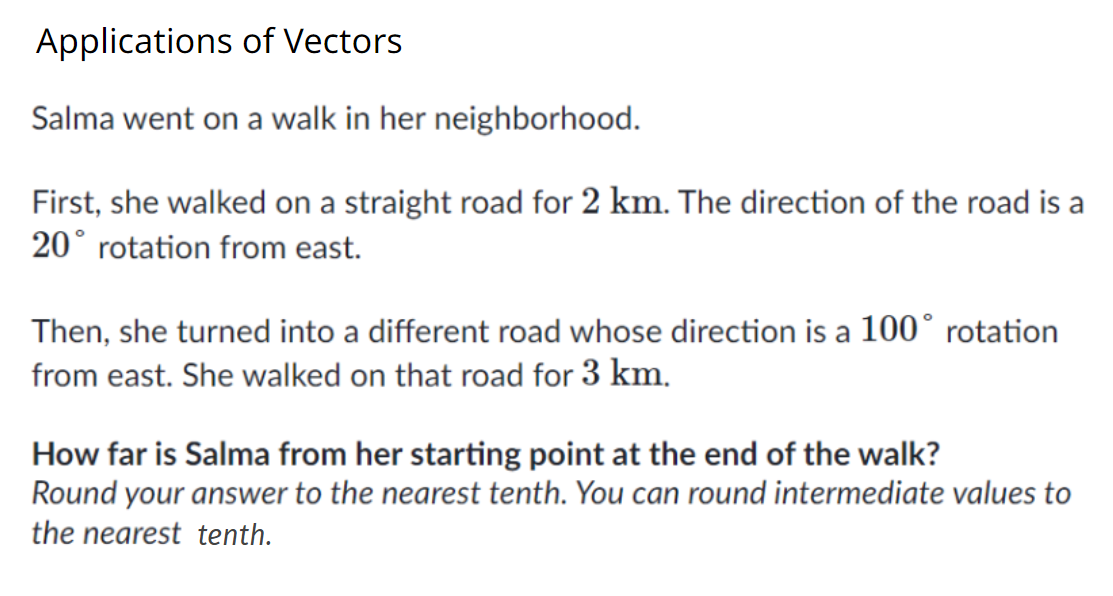 Applications of Vectors
Salma went on a walk in her neighborhood.
First, she walked on a straight road for 2 km. The direction of the road is a
20° rotation from east.
Then, she turned into a different road whose direction is a 100° rotation
from east. She walked on that road for 3 km.
How far is Salma from her starting point at the end of the walk?
Round your answer to the nearest tenth. You can round intermediate values to
the nearest tenth.